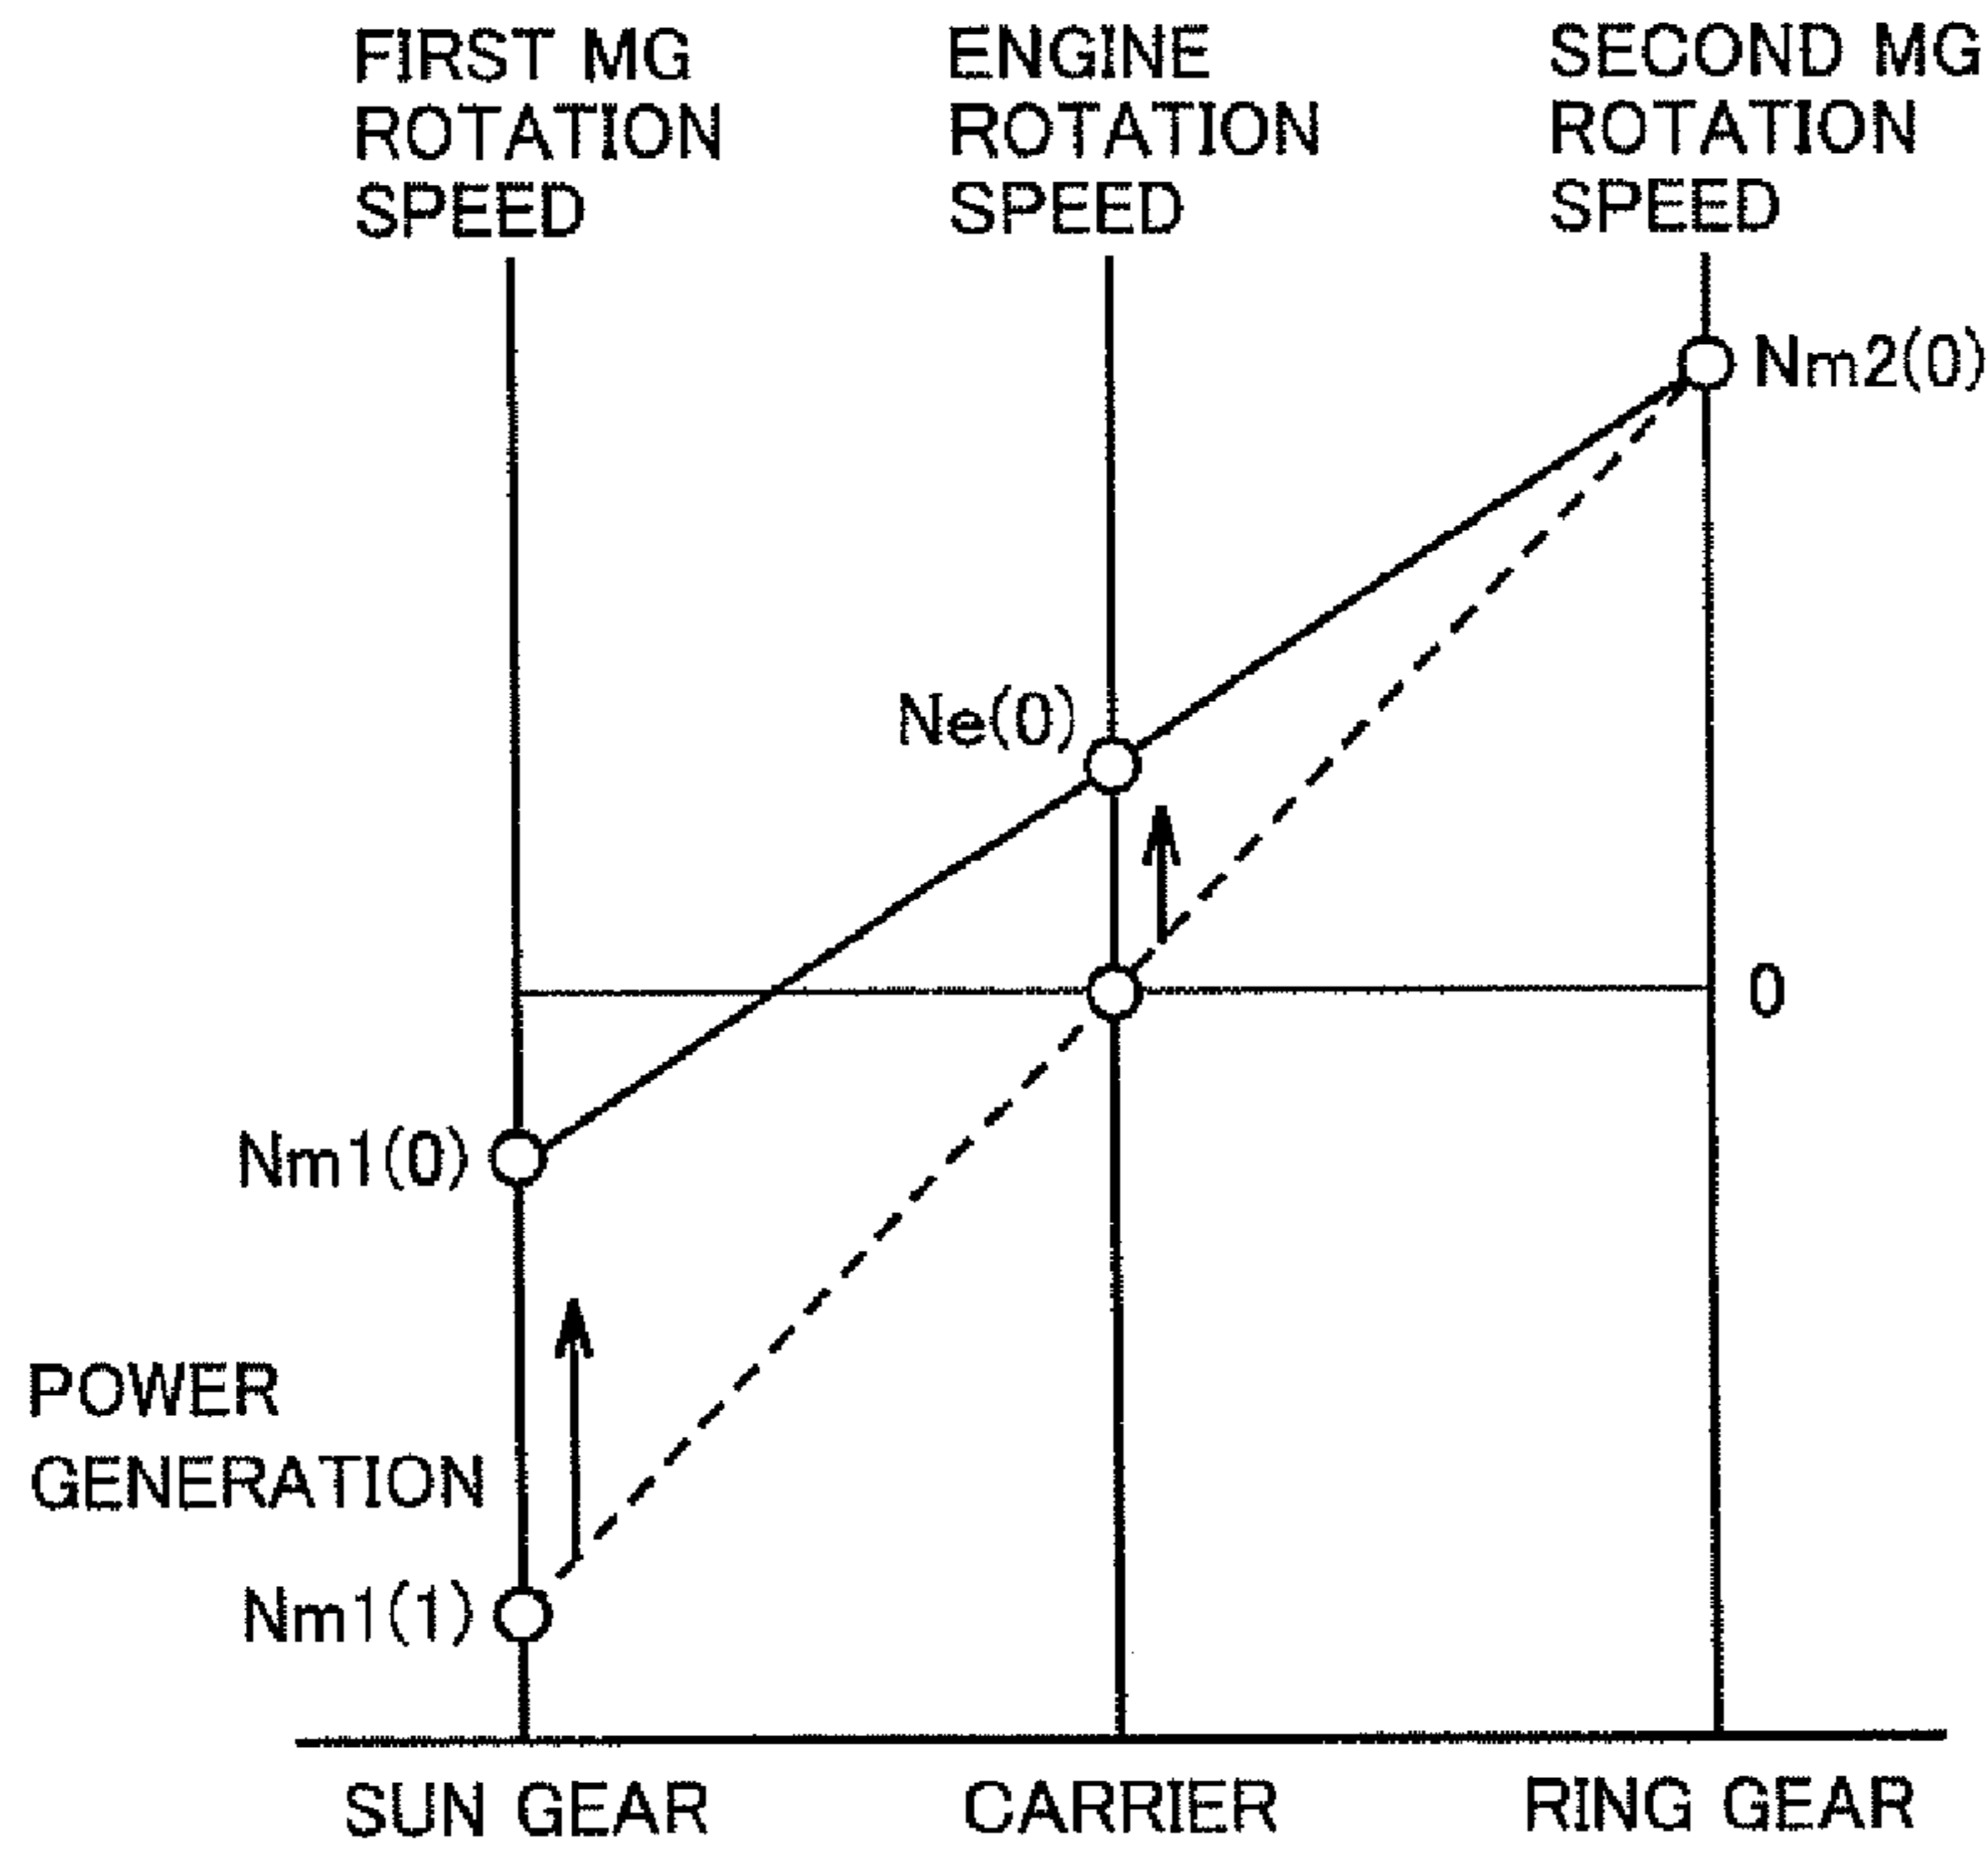 FIRST MG
ROTATION
SPEED
ENGINE
ROTATION
SPEED
SECOND MG
ROTATION
SPEED
Nm2(0)
Ne(0)
0
Nm1(0)
POWER
GENERATION
Nm1(1)
SUN GEAR
CARRIER
RING GEAR